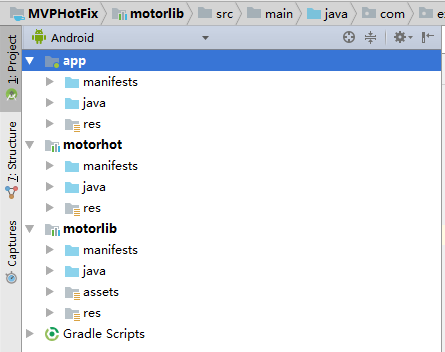 MVPHotFix motorlib src main java com e
Android
1: Project
app
manifests
java
res
motorhot
manifests
java
res
motorlib
manifests
java
assets
res
Gradle Scripts
7: Structure
Captures